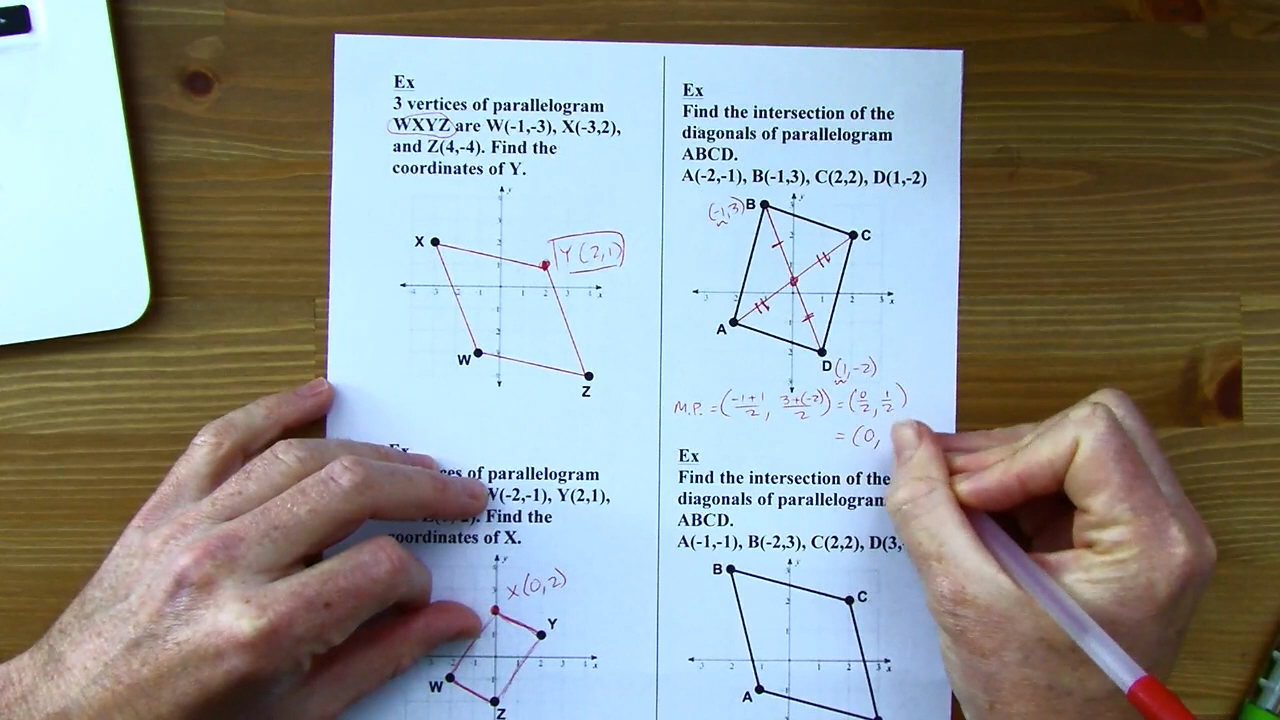 Ex
3 vertices of parallelogram
WXYZ are W(-1,-3), X(-3,2),
and Z(4,-4). Find the
coordinates of Y.
X
Y(2,1)
W
Z
of parallelogram
W(-2,-1), Y(2,1),
Find the
coordinates of X.
X(0,2)
Y
W
Z
Ex
Find the intersection of the
diagonals of parallelogram
ABCD.
A(-2,-1), B(-1,3), C(2,2), D(1,-2)
(-1,3) B
C
A
D (1,-2)
M.P. = (-1+1/2, 3+(-2)/2) = (0/2, 1/2)
= (0,
Ex
Find the intersection of the
diagonals of parallelogram
ABCD.
A(-1,-1), B(-2,3), C(2,2), D(3,
B
C
A